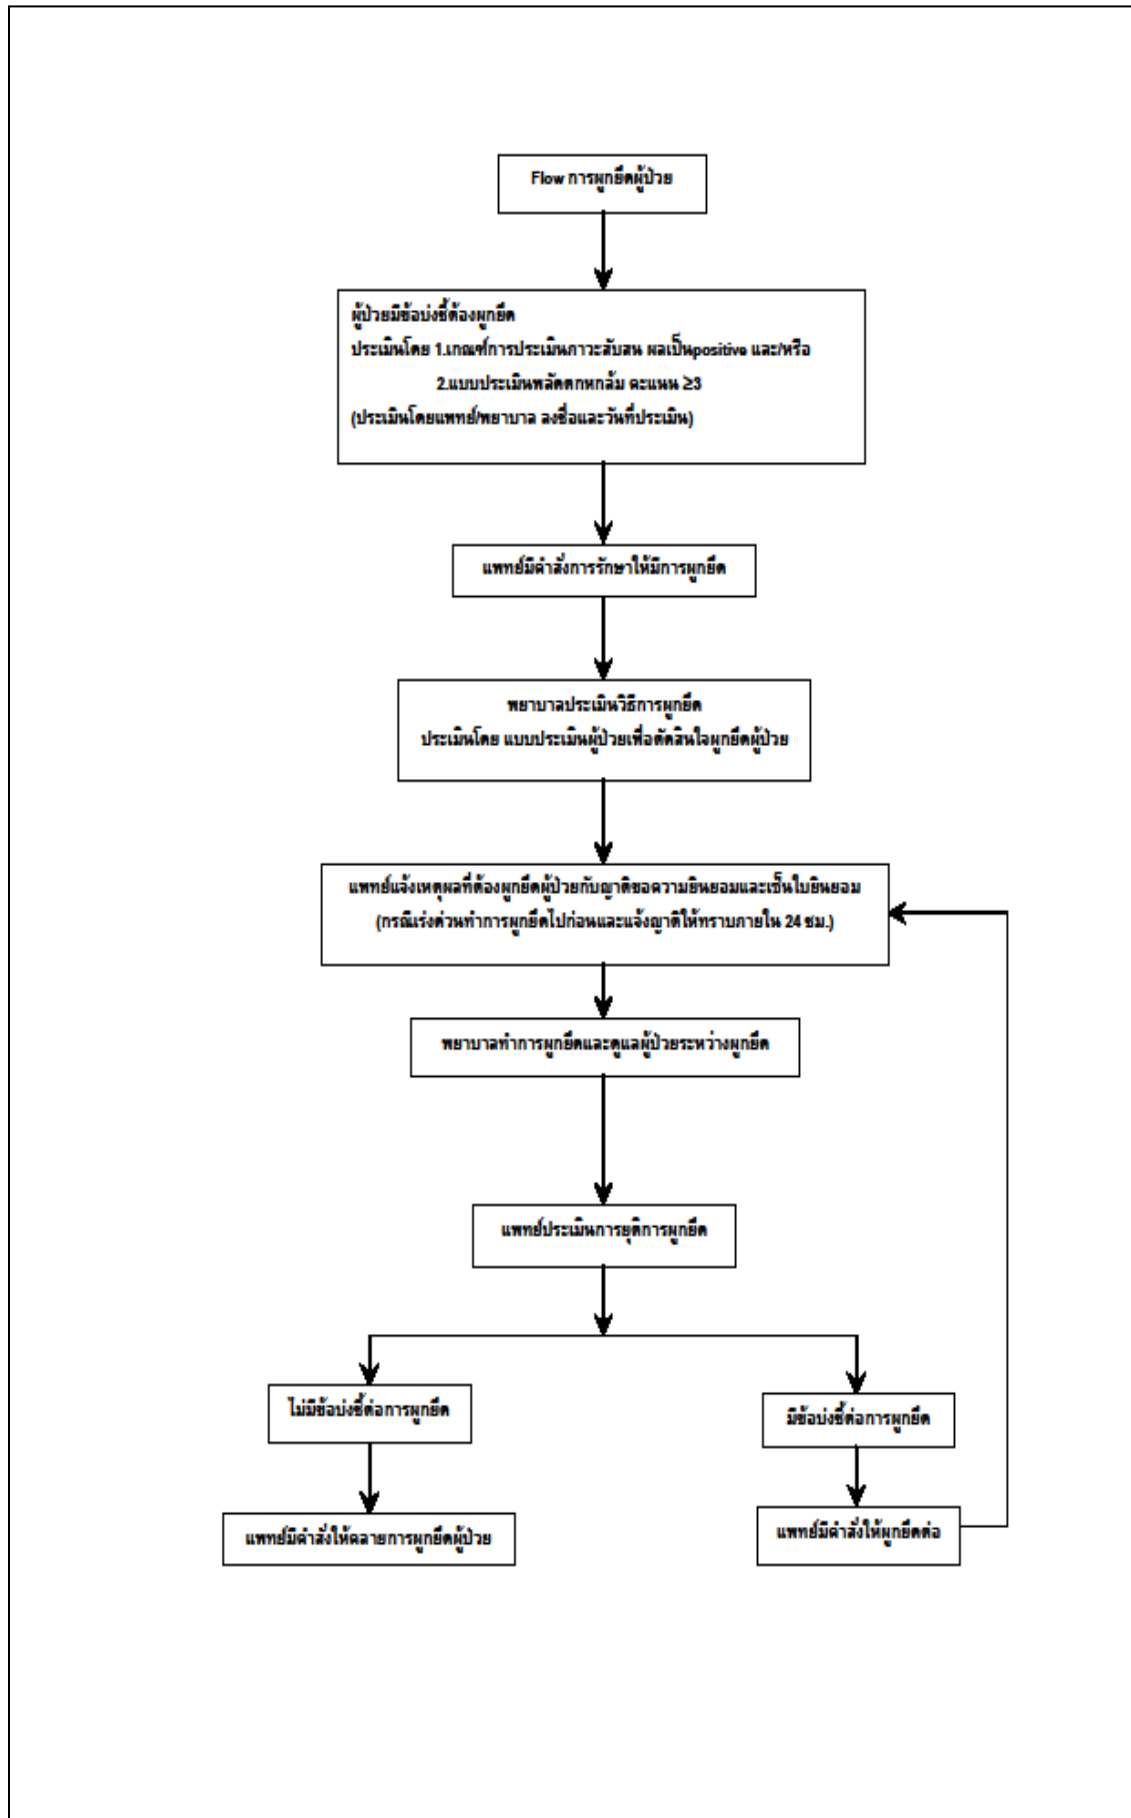 Flow การผูกยึดผู้ป่วย
ผู้ป่วยมีข้อบ่งชี้ต้องผูกยึด
ประเมินโดย 1.เกณฑ์การประเมินภาวะสับสน ผลเป็นpositive และ/หรือ
2.แบบประเมินพลัดตกหกล้ม คะแนน ≥3
(ประเมินโดยแพทย์/พยาบาล ลงชื่อและวันที่ประเมิน)
แพทย์มีคำสั่งการรักษาให้มีการผูกยึด
พยาบาลประเมินวิธีการผูกยึด
ประเมินโดย แบบประเมินผู้ป่วยเพื่อตัดสินใจผูกยึดผู้ป่วย
แพทย์แจ้งเหตุผลที่ต้องผูกยึดผู้ป่วยกับญาติขอความยินยอมและเซ็นใบยินยอม
(กรณีเร่งด่วนทำการผูกยึดไปก่อนและแจ้งญาติให้ทราบภายใน 24 ชม.)
พยาบาลทำการผูกยึดและดูแลผู้ป่วยระหว่างผูกยึด
แพทย์ประเมินการยุติการผูกยึด
ไม่มีข้อบ่งชี้ต่อการผูกยึด
มีข้อบ่งชี้ต่อการผูกยึด
แพทย์มีคำสั่งให้คลายการผูกยึดผู้ป่วย
แพทย์มีคำสั่งให้ผูกยึดต่อ